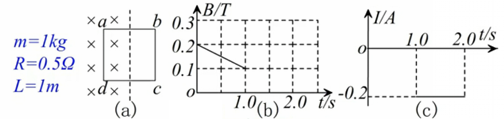 m=1kg
R=0.5Ω
L=1m
× a × b
× ×
× ×
× d × c
(a)
B/T
0.3
0.2
0.1
o 1.0 2.0 t/s
(b)
I/A
o 1.0 2.0 t/s
-0.2
(c)